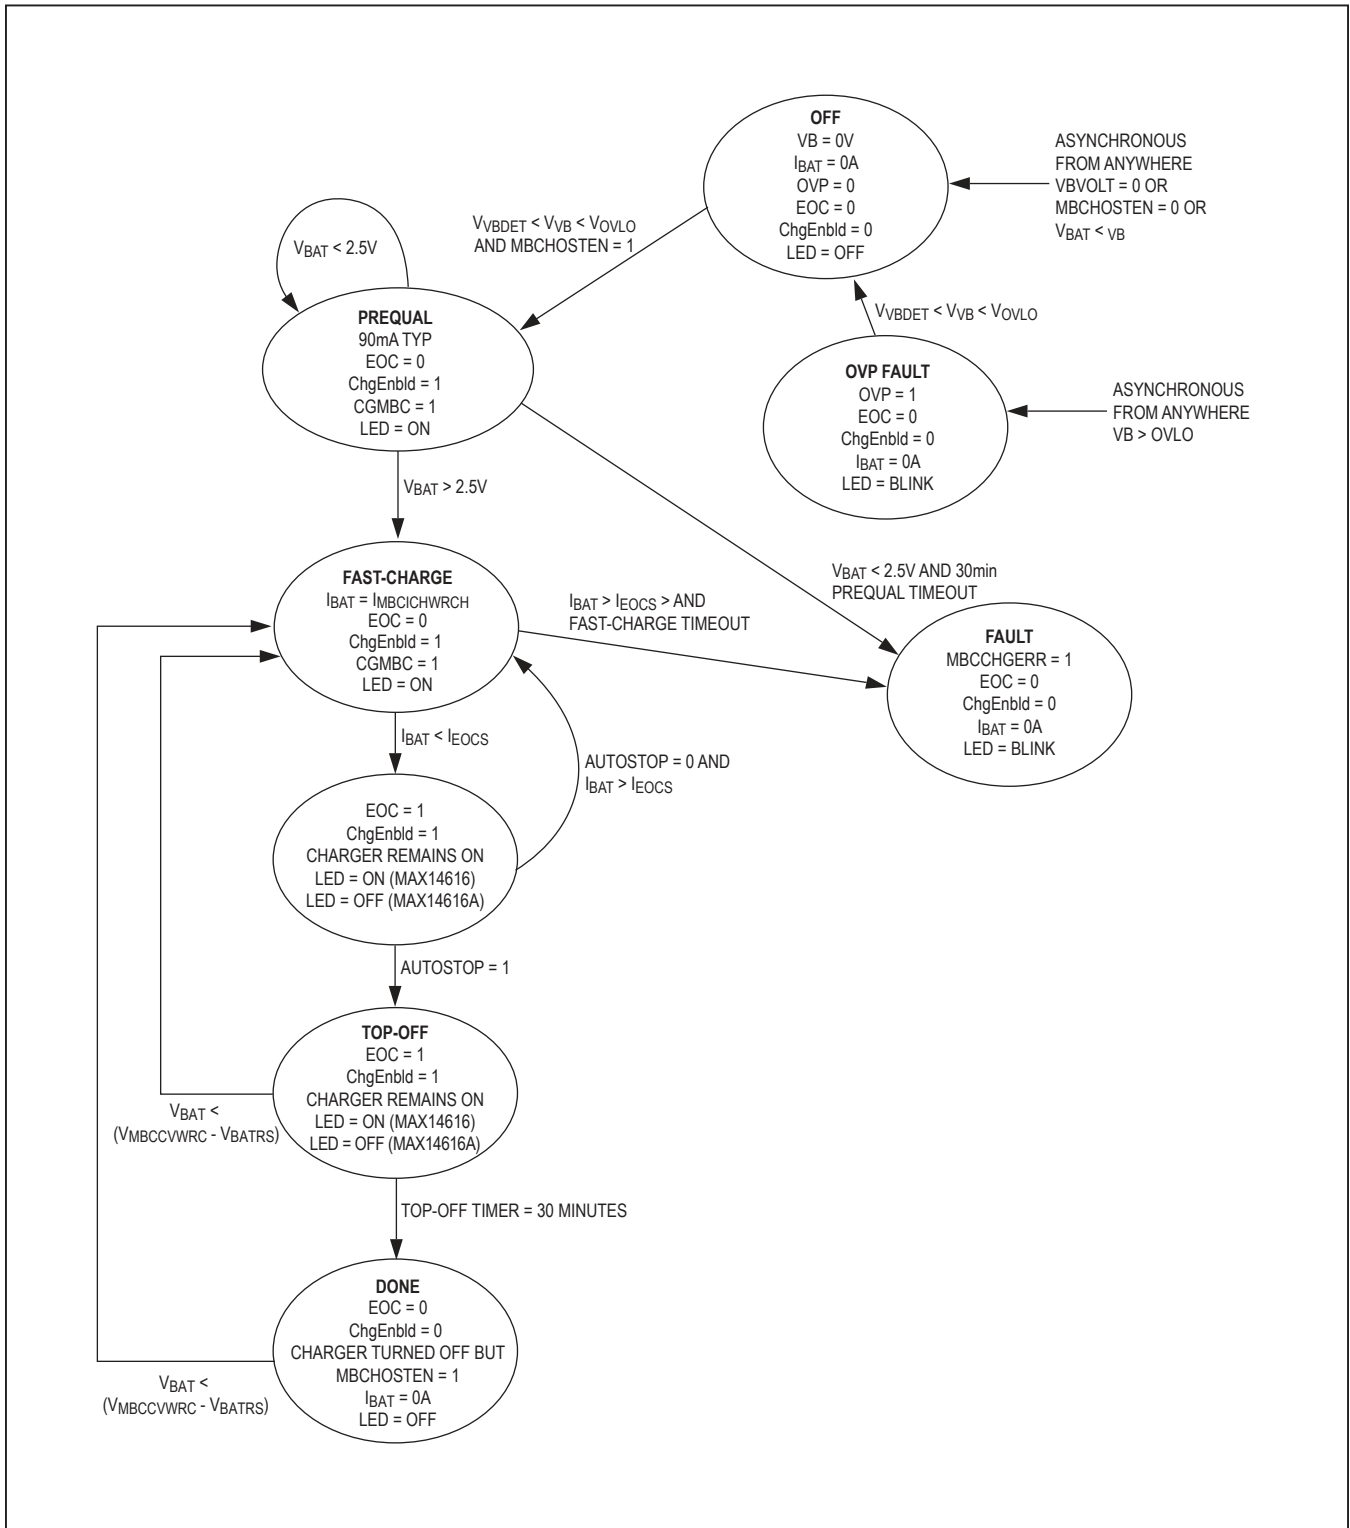 OFF
VB = 0V
IBAT = 0A
OVP = 0
EOC = 0
ChgEnbld = 0
LED = OFF
ASYNCHRONOUS
FROM ANYWHERE
VBVOLT = 0 OR
MBCHOSTEN = 0 OR
VBAT < VB
VVBDET < VVB < VOVLO
AND MBCHOSTEN = 1
VBAT < 2.5V
PREQUAL
90mA TYP
EOC = 0
ChgEnbld = 1
CGMBC = 1
LED = ON
VVBDET < VVB < VOVLO
OVP FAULT
OVP = 1
EOC = 0
ChgEnbld = 0
IBAT = 0A
LED = BLINK
ASYNCHRONOUS
FROM ANYWHERE
VB > OVLO
VBAT > 2.5V
FAST-CHARGE
IBAT = IMBCICHWRCH
EOC = 0
ChgEnbld = 1
CGMBC = 1
LED = ON
IBAT > IEOCS > AND
FAST-CHARGE TIMEOUT
VBAT < 2.5V AND 30min
PREQUAL TIMEOUT
FAULT
MBCCHGERR = 1
EOC = 0
ChgEnbld = 0
IBAT = 0A
LED = BLINK
IBAT < IEOCS
AUTOSTOP = 0 AND
IBAT > IEOCS
EOC = 1
ChgEnbld = 1
CHARGER REMAINS ON
LED = ON (MAX14616)
LED = OFF (MAX14616A)
AUTOSTOP = 1
TOP-OFF
EOC = 1
ChgEnbld = 1
CHARGER REMAINS ON
LED = ON (MAX14616)
LED = OFF (MAX14616A)
VBAT <
(VMBCCVWRC - VBATRS)
TOP-OFF TIMER = 30 MINUTES
DONE
EOC = 0
ChgEnbld = 0
CHARGER TURNED OFF BUT
MBCHOSTEN = 1
IBAT = 0A
LED = OFF
VBAT <
(VMBCCVWRC - VBATRS)